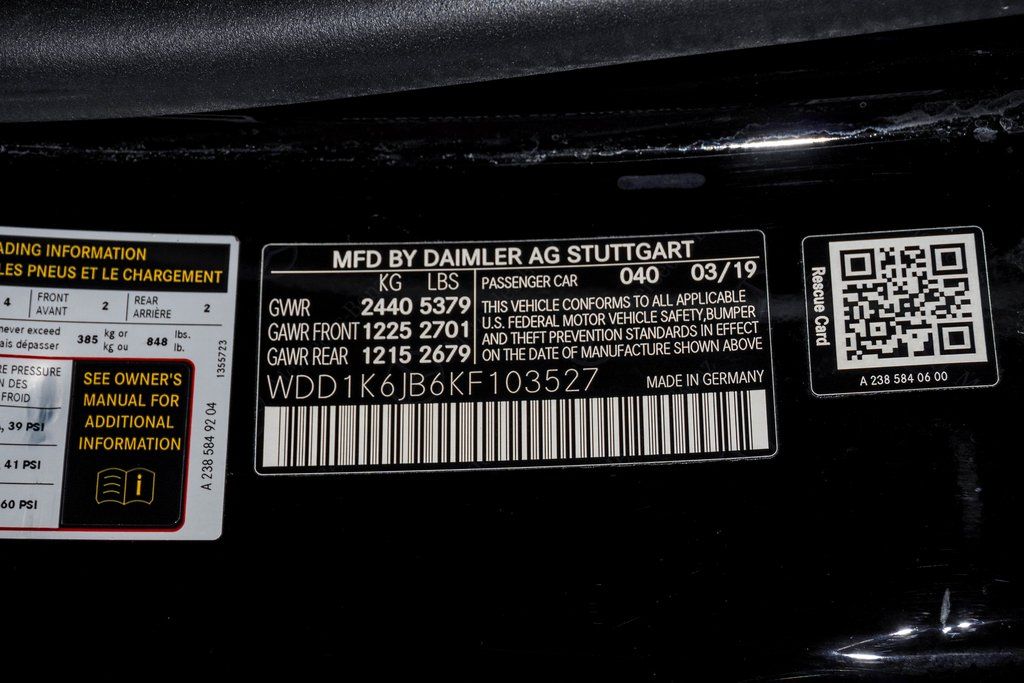 ADING INFORMATION
LES PNEUS ET LE CHARGEMENT
4 FRONT AVANT 2 REAR ARRIÈRE 2
never exceed
ais dépasser 385 kg or kg ou 848 lbs. lb.
RE PRESSURE
N DES
FROID
, 39 PSI
41 PSI
60 PSI
SEE OWNER'S
MANUAL FOR
ADDITIONAL
INFORMATION
i
A 238 584 92 04
1355723
MFD BY DAIMLER AG STUTTGART
KG LBS
GWR 2440 5379
GAWR FRONT 1225 2701
GAWR REAR 1215 2679
PASSENGER CAR 040 03/19
THIS VEHICLE CONFORMS TO ALL APPLICABLE
U.S. FEDERAL MOTOR VEHICLE SAFETY,BUMPER
AND THEFT PREVENTION STANDARDS IN EFFECT
ON THE DATE OF MANUFACTURE SHOWN ABOVE
WDD1K6JB6KF103527
MADE IN GERMANY
Rescue Card
A 238 584 06 00